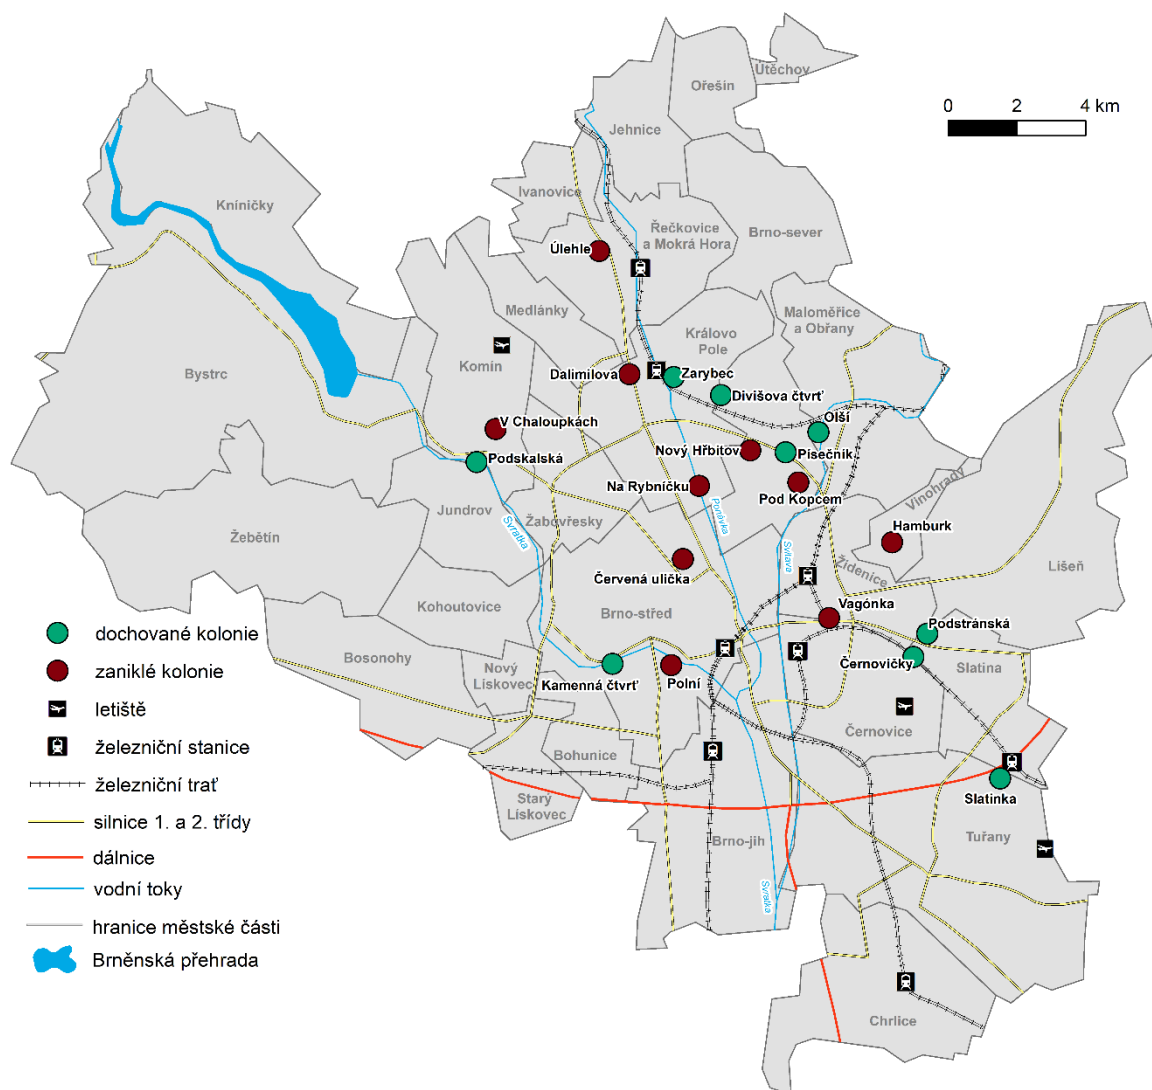 Útěchov
Ořešín
0 2 4 km
Jehnice
Ivanovice
Kníničky
Řečkovice
a Mokrá Hora
Brno-sever
Úlehle
Medlánky
Maloměřice
a Obřany
Královo
Pole
Komín
Bystrc
Dalimilova
Zarybec
Divišova čtvrť
V Chaloupkách
Olší
Podskalská
Nový Hřbitov
Písečník
Na Rybníčku
Pod Kopcem
Vinohrady
Ponávka
Jundrov
Žabovřesky
Svratka
Svitava
Hamburk
Žebětín
Židenice
Líšeň
Červená ulička
Kohoutovice
Brno-střed
Vagónka
Podstránská
Bosonohy
Nový
Lískovec
Kamenná čtvrť
Polní
Černovičky
Slatina
Černovice
Bohunice
Starý
Lískovec
Slatinka
Brno-jih
Tuřany
Svratka
Chrlice
dochované kolonie
zaniklé kolonie
letiště
železniční stanice
železniční trať
silnice 1. a 2. třídy
dálnice
vodní toky
hranice městské části
Brněnská přehrada